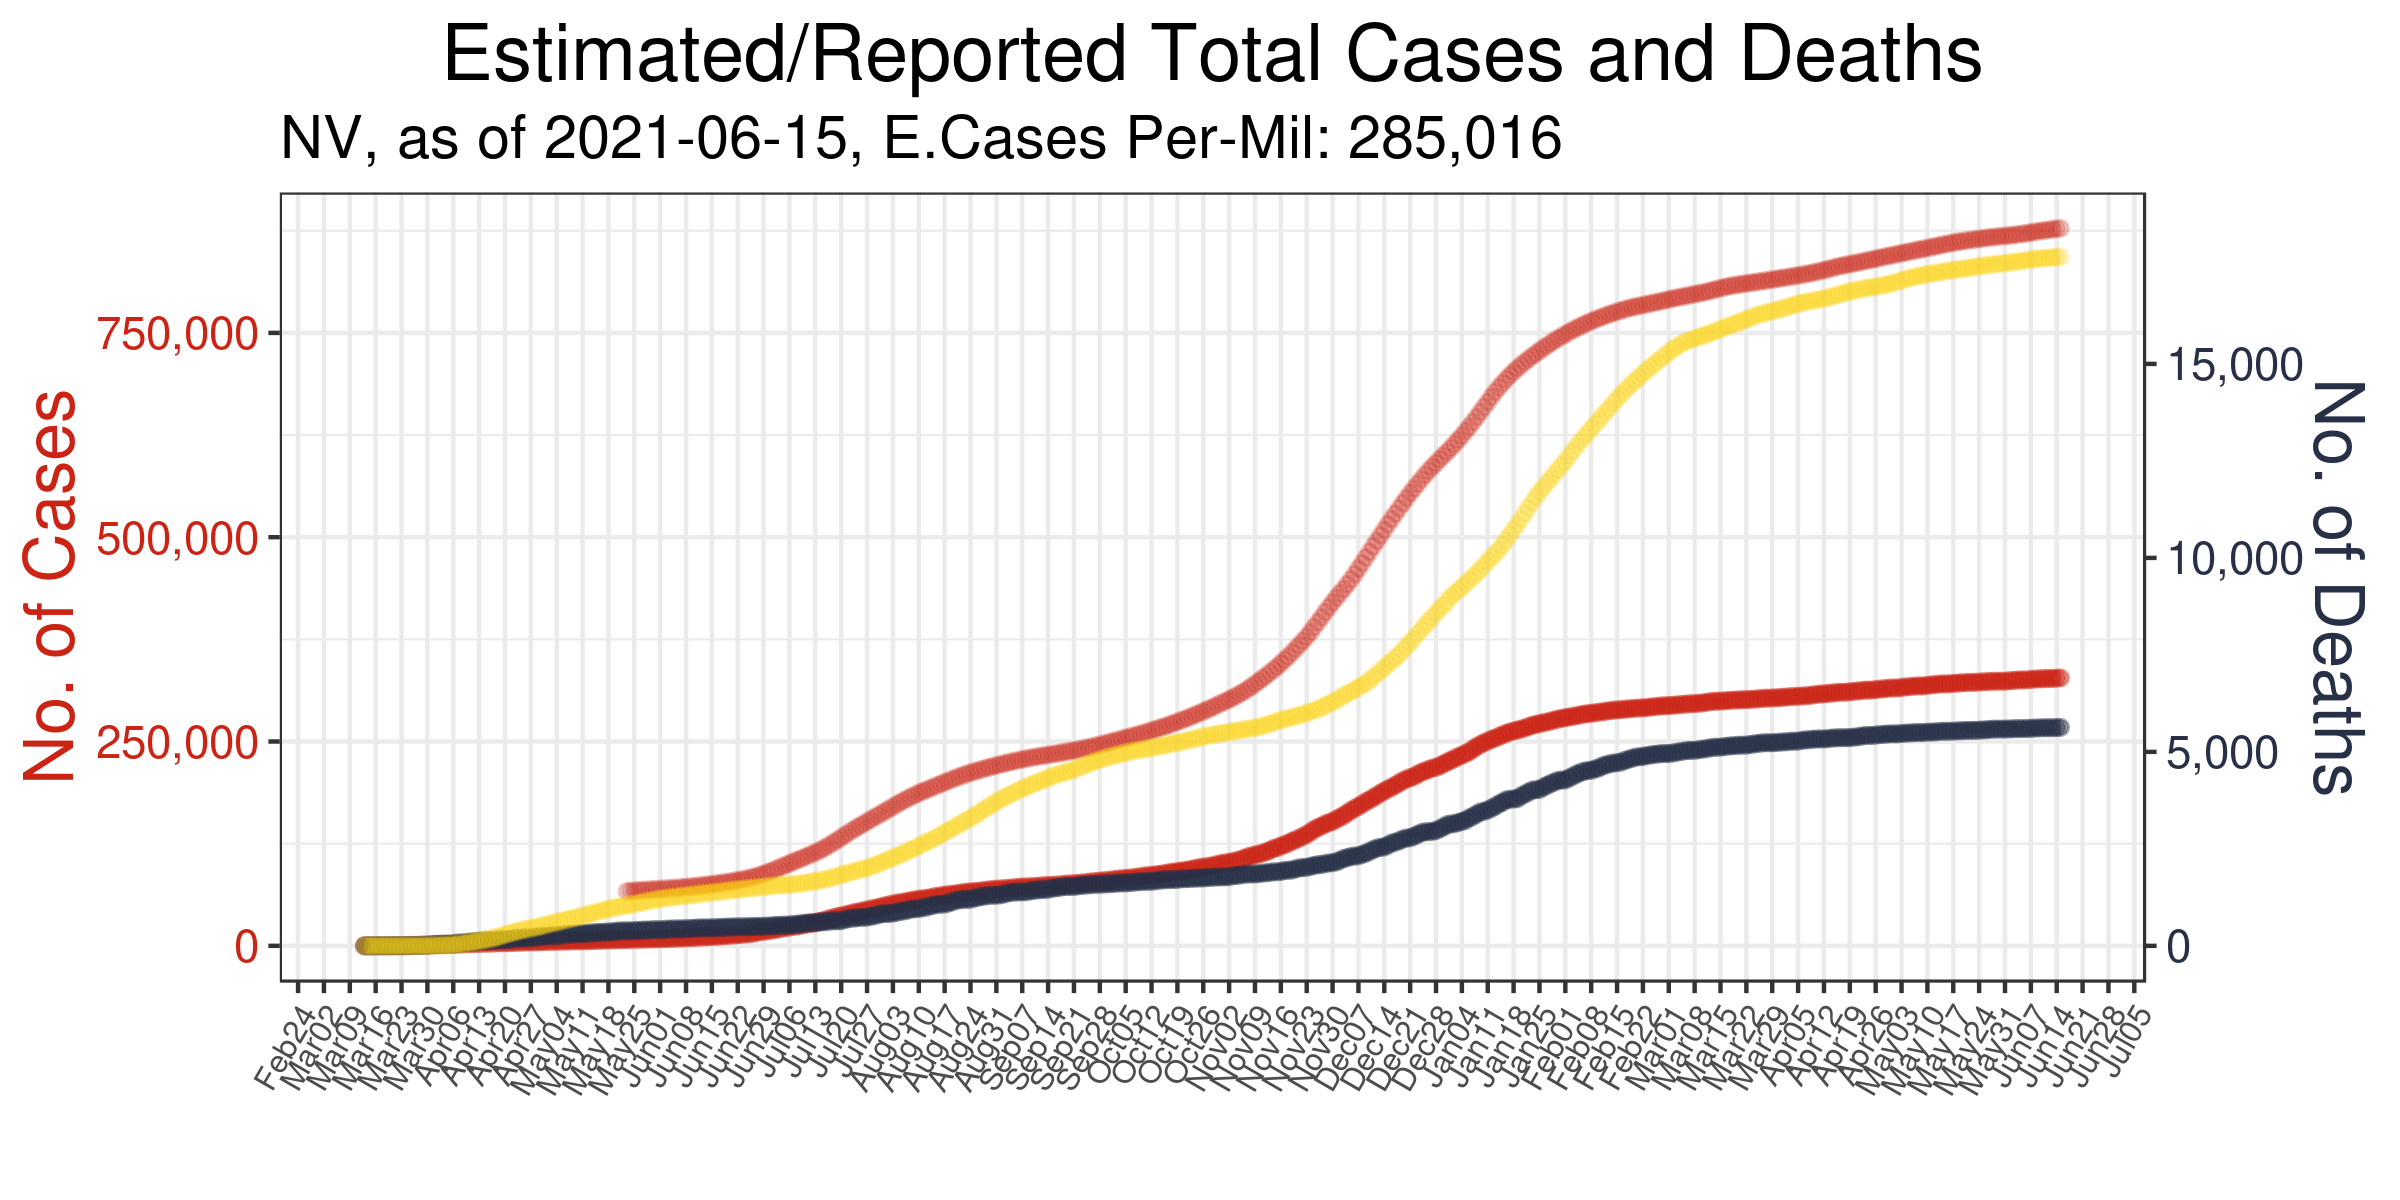 Estimated/Reported Total Cases and Deaths
NV, as of 2021-06-15, E.Cases Per-Mil: 285,016
No. of Cases
750,000
500,000
250,000
0
15,000
10,000
5,000
0
No. of Deaths
Feb24
Mar02
Mar09
Mar16
Mar23
Mar30
Apr06
Apr13
Apr20
Apr27
May04
May11
May18
May25
Jun01
Jun08
Jun15
Jun22
Jun29
Jul06
Jul13
Jul20
Jul27
Aug03
Aug10
Aug17
Aug24
Aug31
Sep07
Sep14
Sep21
Sep28
Oct05
Oct12
Oct19
Oct26
Nov02
Nov09
Nov16
Nov23
Nov30
Dec07
Dec14
Dec21
Dec28
Dec04
Jan11
Jan18
Jan25
Feb01
Feb08
Feb15
Feb22
Mar01
Mar08
Mar15
Mar22
Mar29
Apr05
Apr12
Apr19
Apr26
May03
May10
May17
May24
May31
Jun07
Jun14
Jun21
Jun28
Jul05